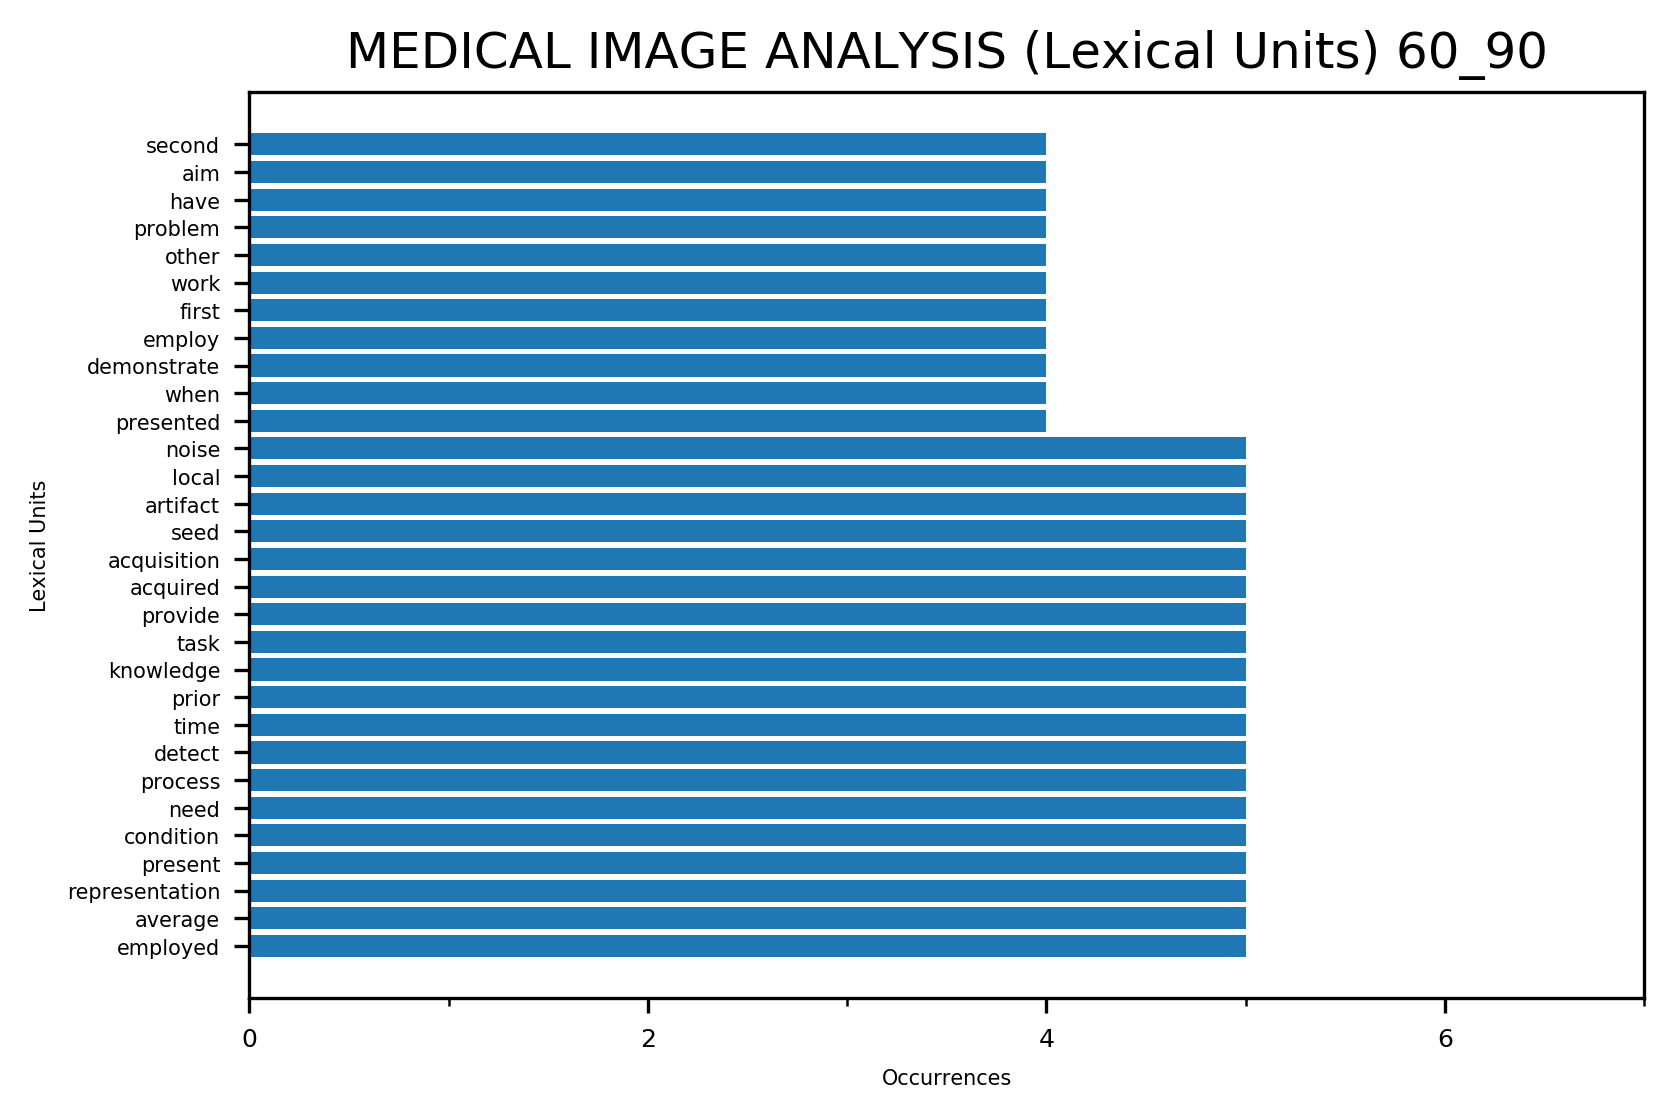 MEDICAL IMAGE ANALYSIS (Lexical Units) 60_90
second
aim
have
problem
other
work
first
employ
demonstrate
when
presented
noise
local
artifact
seed
acquisition
acquired
provide
task
knowledge
prior
time
detect
process
need
condition
present
representation
average
employed
Lexical Units
0 2 4 6
Occurrences